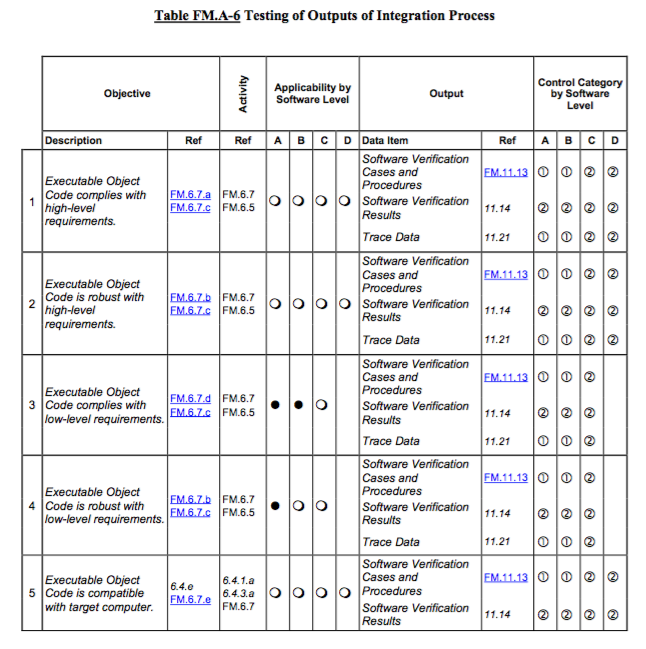 Table FM.A-6 Testing of Outputs of Integration Process
Objective Activity Applicability by Software Level Output Control Category by Software Level
Description Ref Ref A B C D Data Item Ref A B C D
1 Executable Object Code complies with high-level requirements. FM.6.7.a FM.6.7.c FM.6.7 FM.6.5 ○ ○ ○ ○
Software Verification Cases and Procedures FM.11.13 ① ① ② ②
Software Verification Results 11.14 ② ② ② ②
Trace Data 11.21 ① ① ② ②
2 Executable Object Code is robust with high-level requirements. FM.6.7.b FM.6.7.c FM.6.7 FM.6.5 ○ ○ ○ ○
Software Verification Cases and Procedures FM.11.13 ① ① ② ②
Software Verification Results 11.14 ② ② ② ②
Trace Data 11.21 ① ① ② ②
3 Executable Object Code complies with low-level requirements. FM.6.7.d FM.6.7.c FM.6.7 FM.6.5 ● ● ○
Software Verification Cases and Procedures FM.11.13 ① ① ②
Software Verification Results 11.14 ② ② ②
Trace Data 11.21 ① ① ②
4 Executable Object Code is robust with low-level requirements. FM.6.7.b FM.6.7.c FM.6.7 FM.6.5 ● ○ ○
Software Verification Cases and Procedures FM.11.13 ① ① ②
Software Verification Results 11.14 ② ② ②
Trace Data 11.21 ① ① ②
5 Executable Object Code is compatible with target computer. 6.4.e FM.6.7.e 6.4.1.a 6.4.3.a FM.6.7 ○ ○ ○ ○
Software Verification Cases and Procedures FM.11.13 ① ① ② ②
Software Verification Results 11.14 ② ② ② ②